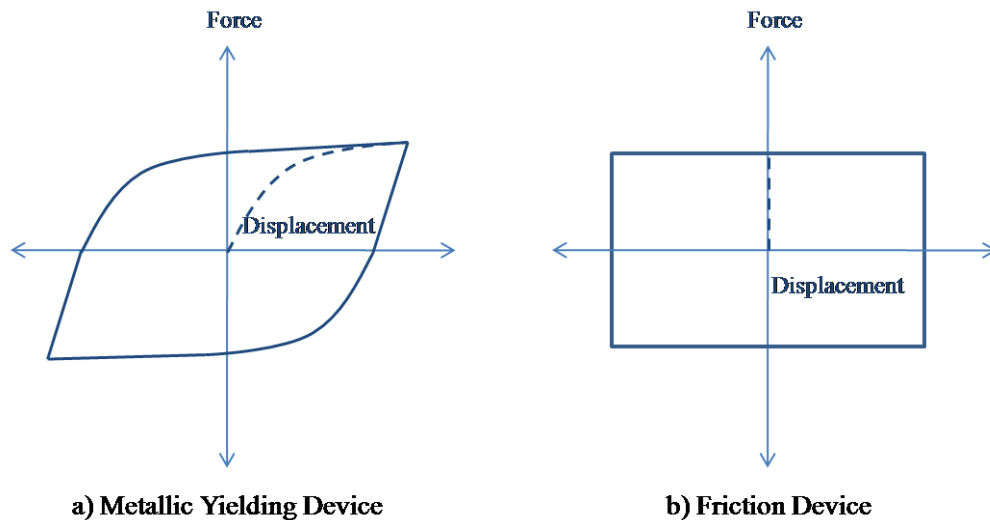 Force
Force
Displacement
Displacement
a) Metallic Yielding Device
b) Friction Device